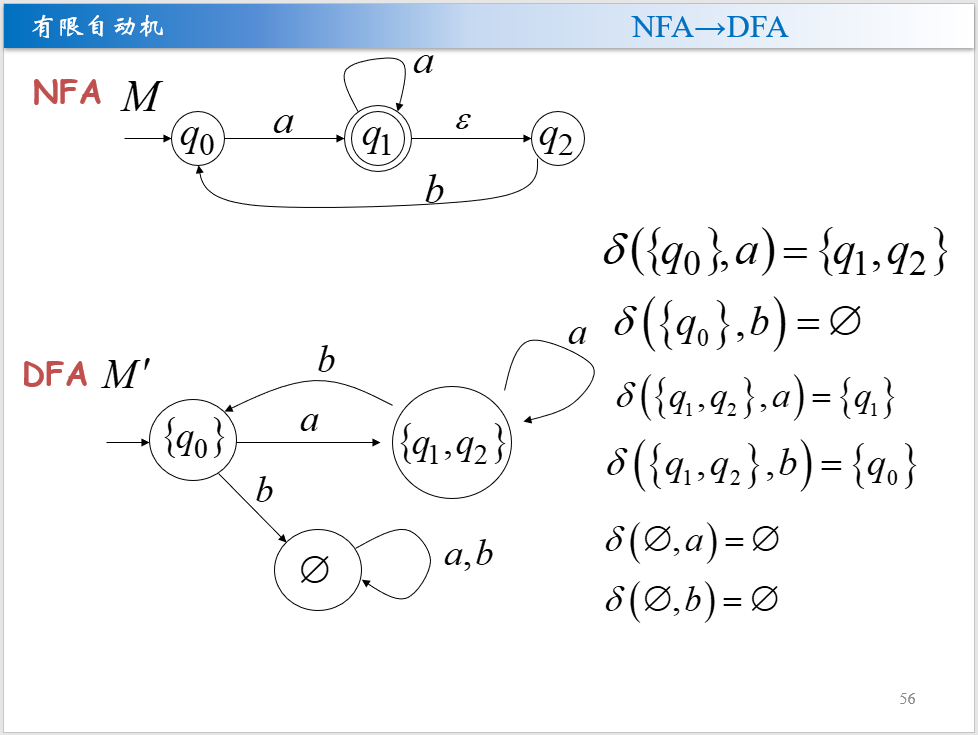 有限自动机 NFA→DFA
NFA M
a
q0 a q1 ε q2
b
δ({q0},a)={q1,q2}
δ({q0},b)=∅
DFA M′
b a
{q0} a {q1,q2}
δ({q1,q2},a)={q1}
δ({q1,q2},b)={q0}
b
∅ a,b
δ(∅,a)=∅
δ(∅,b)=∅
56